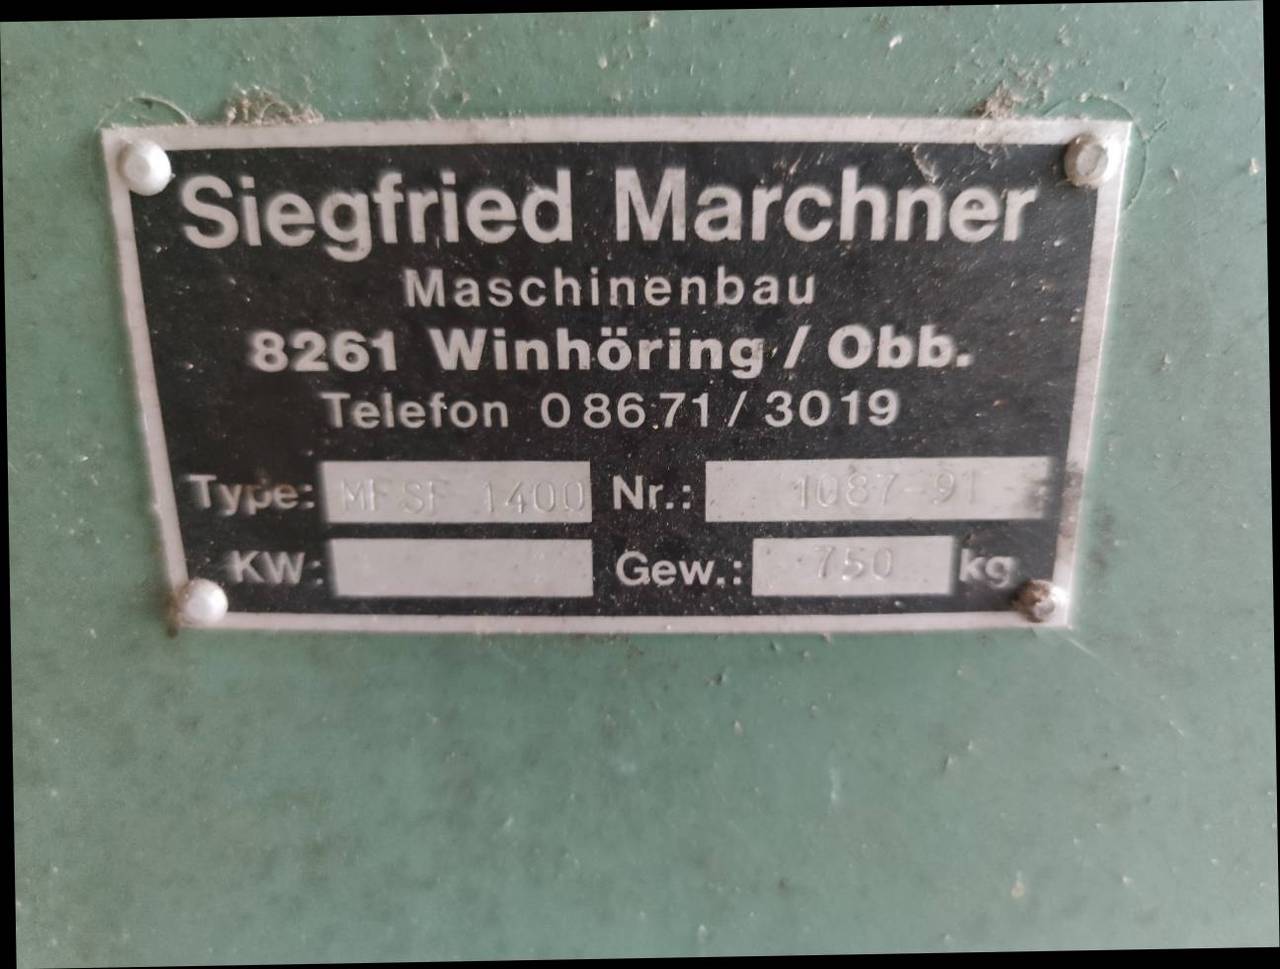 Siegfried Marchner
Maschinenbau
8261 Winhöring / Obb.
Telefon 08671/3019
Type: MFSF 1400 Nr.: 1087-91
KW: Gew.: 750 kg